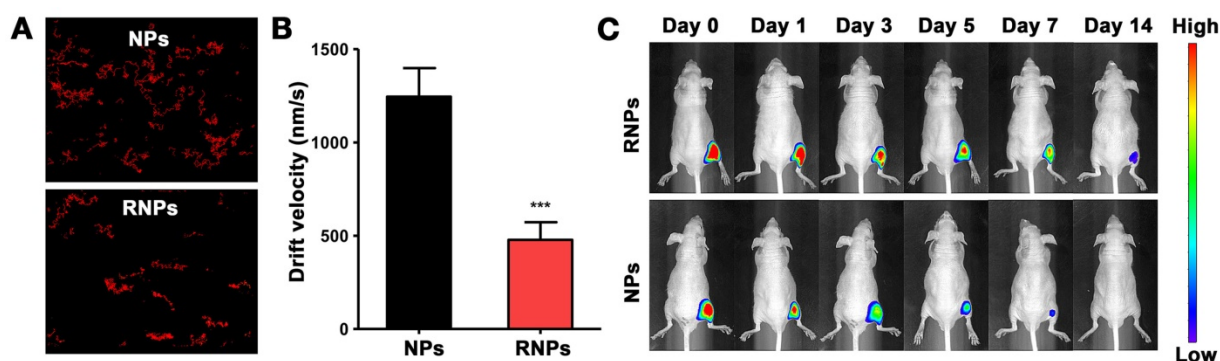 A
NPs
RNPs
B
Drift velocity (nm/s)
1500
1000
500
0
***
NPs
RNPs
C
Day 0 Day 1 Day 3 Day 5 Day 7 Day 14
RNPs
NPs
High
Low